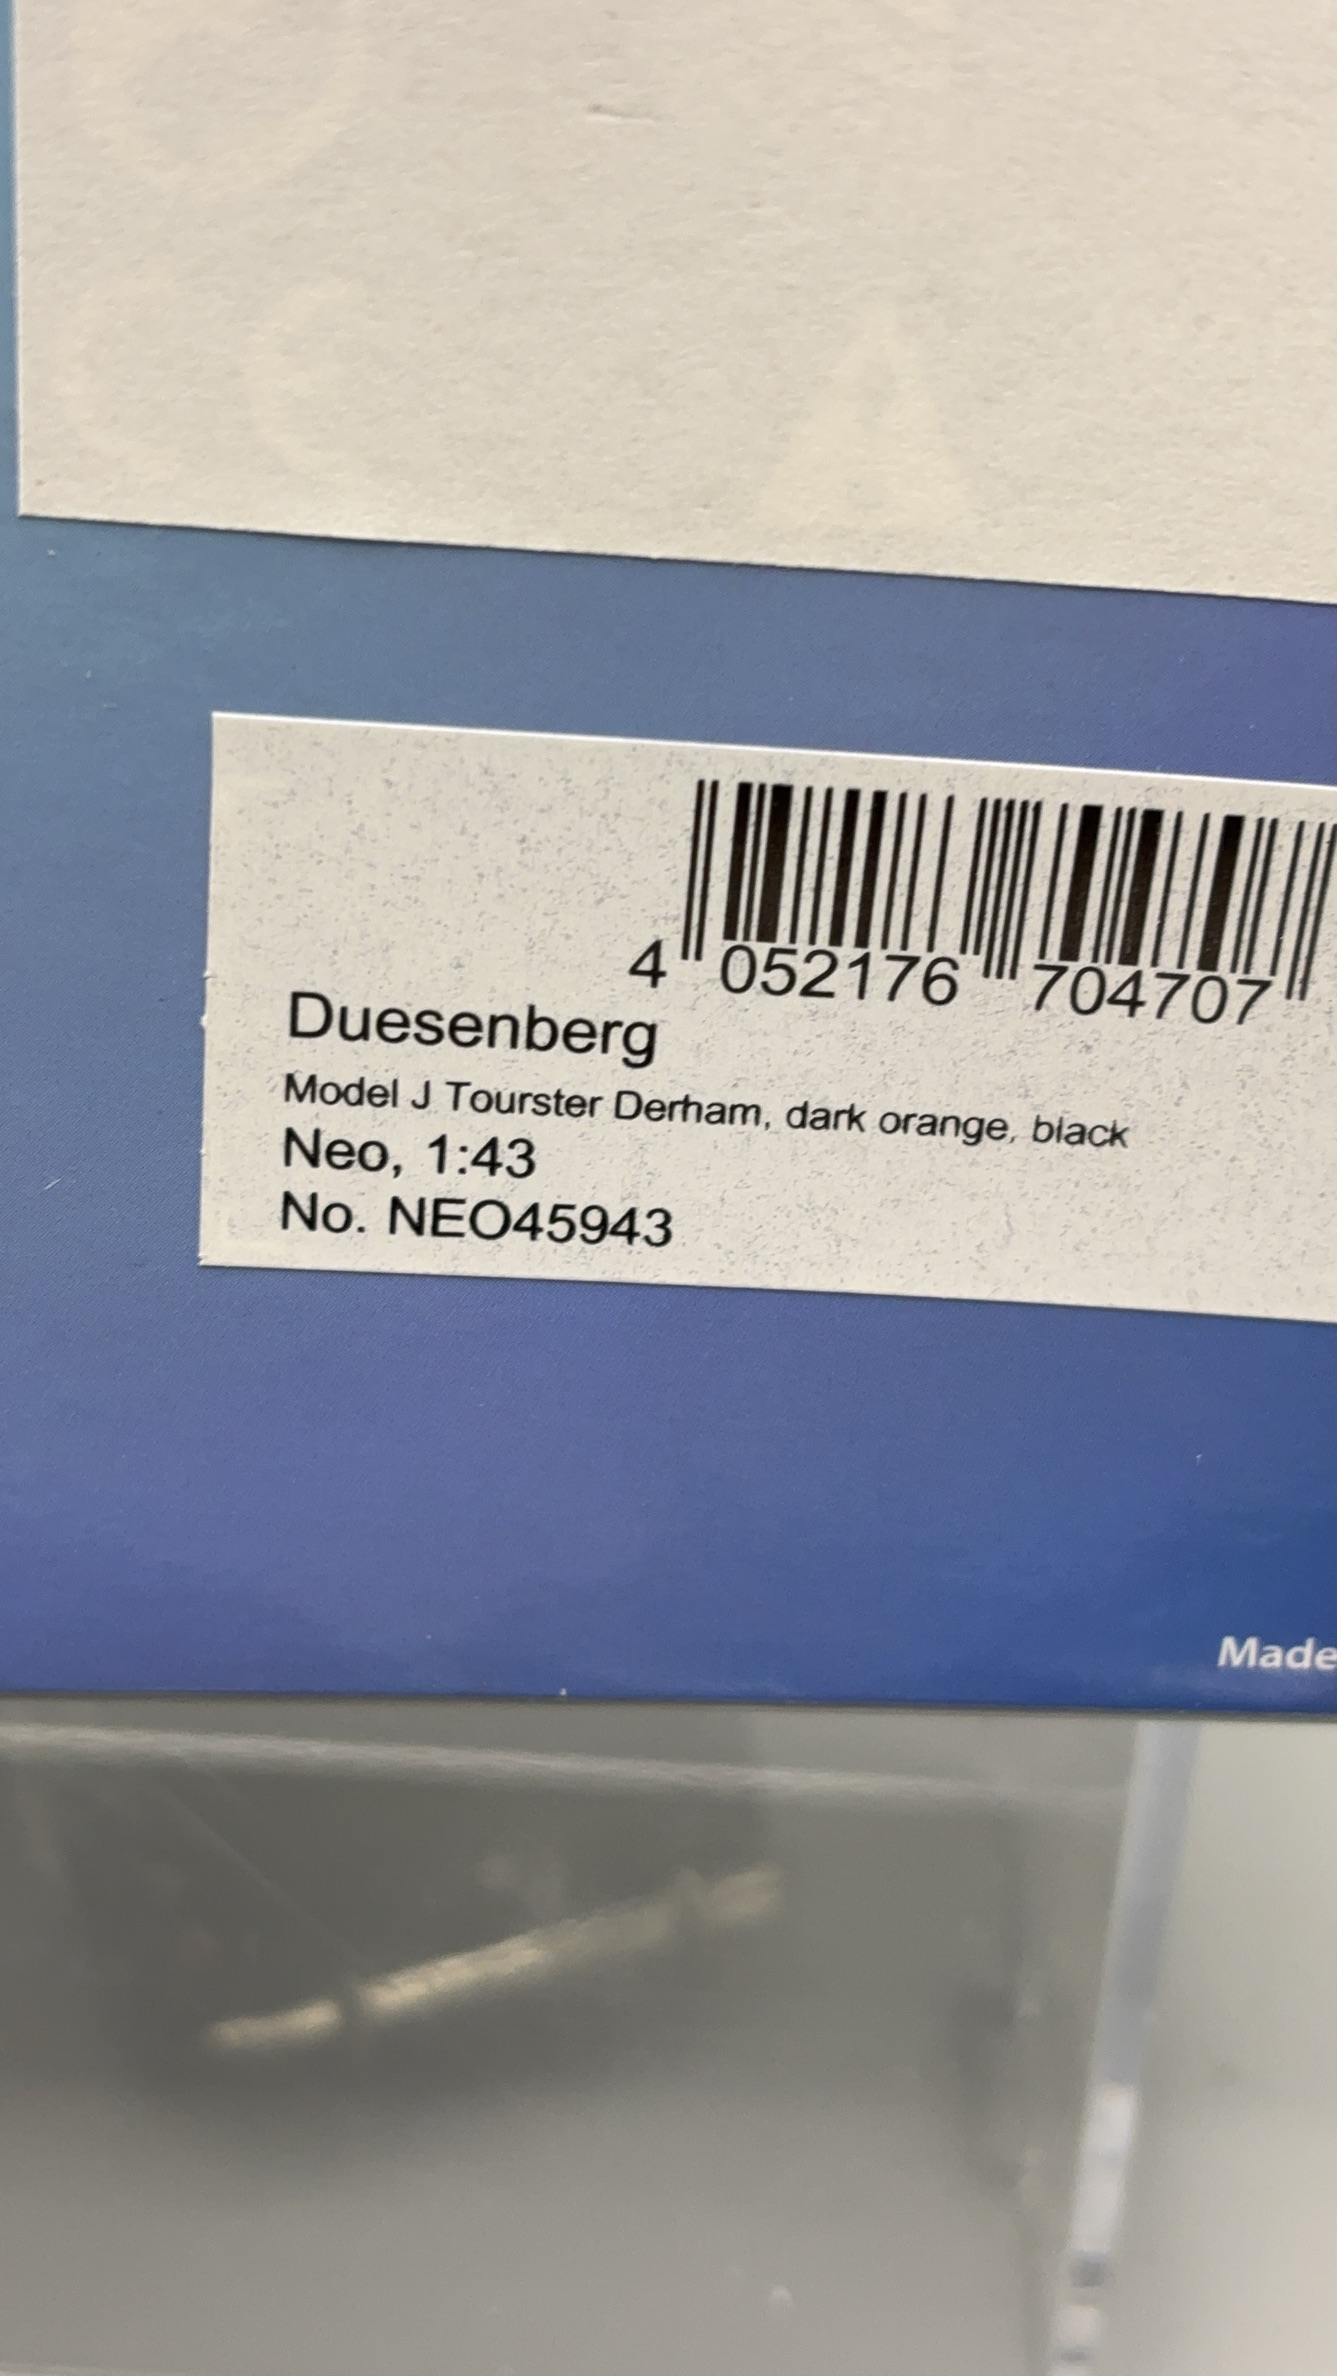 4 052176 704707
Duesenberg
Model J Tourster Derham, dark orange, black
Neo, 1:43
No. NEO45943
Made